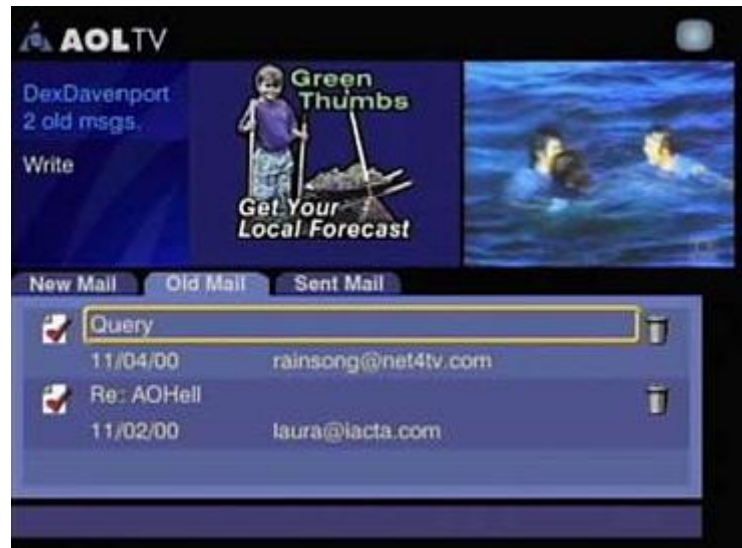 AOLTV
DexDavenport
2 old msgs.
Write
Green
Thumbs
Get Your
Local Forecast
New Mail
Old Mail
Sent Mail
Query
11/04/00
rainsong@net4tv.com
Re: AOHell
11/02/00
laura@iacta.com